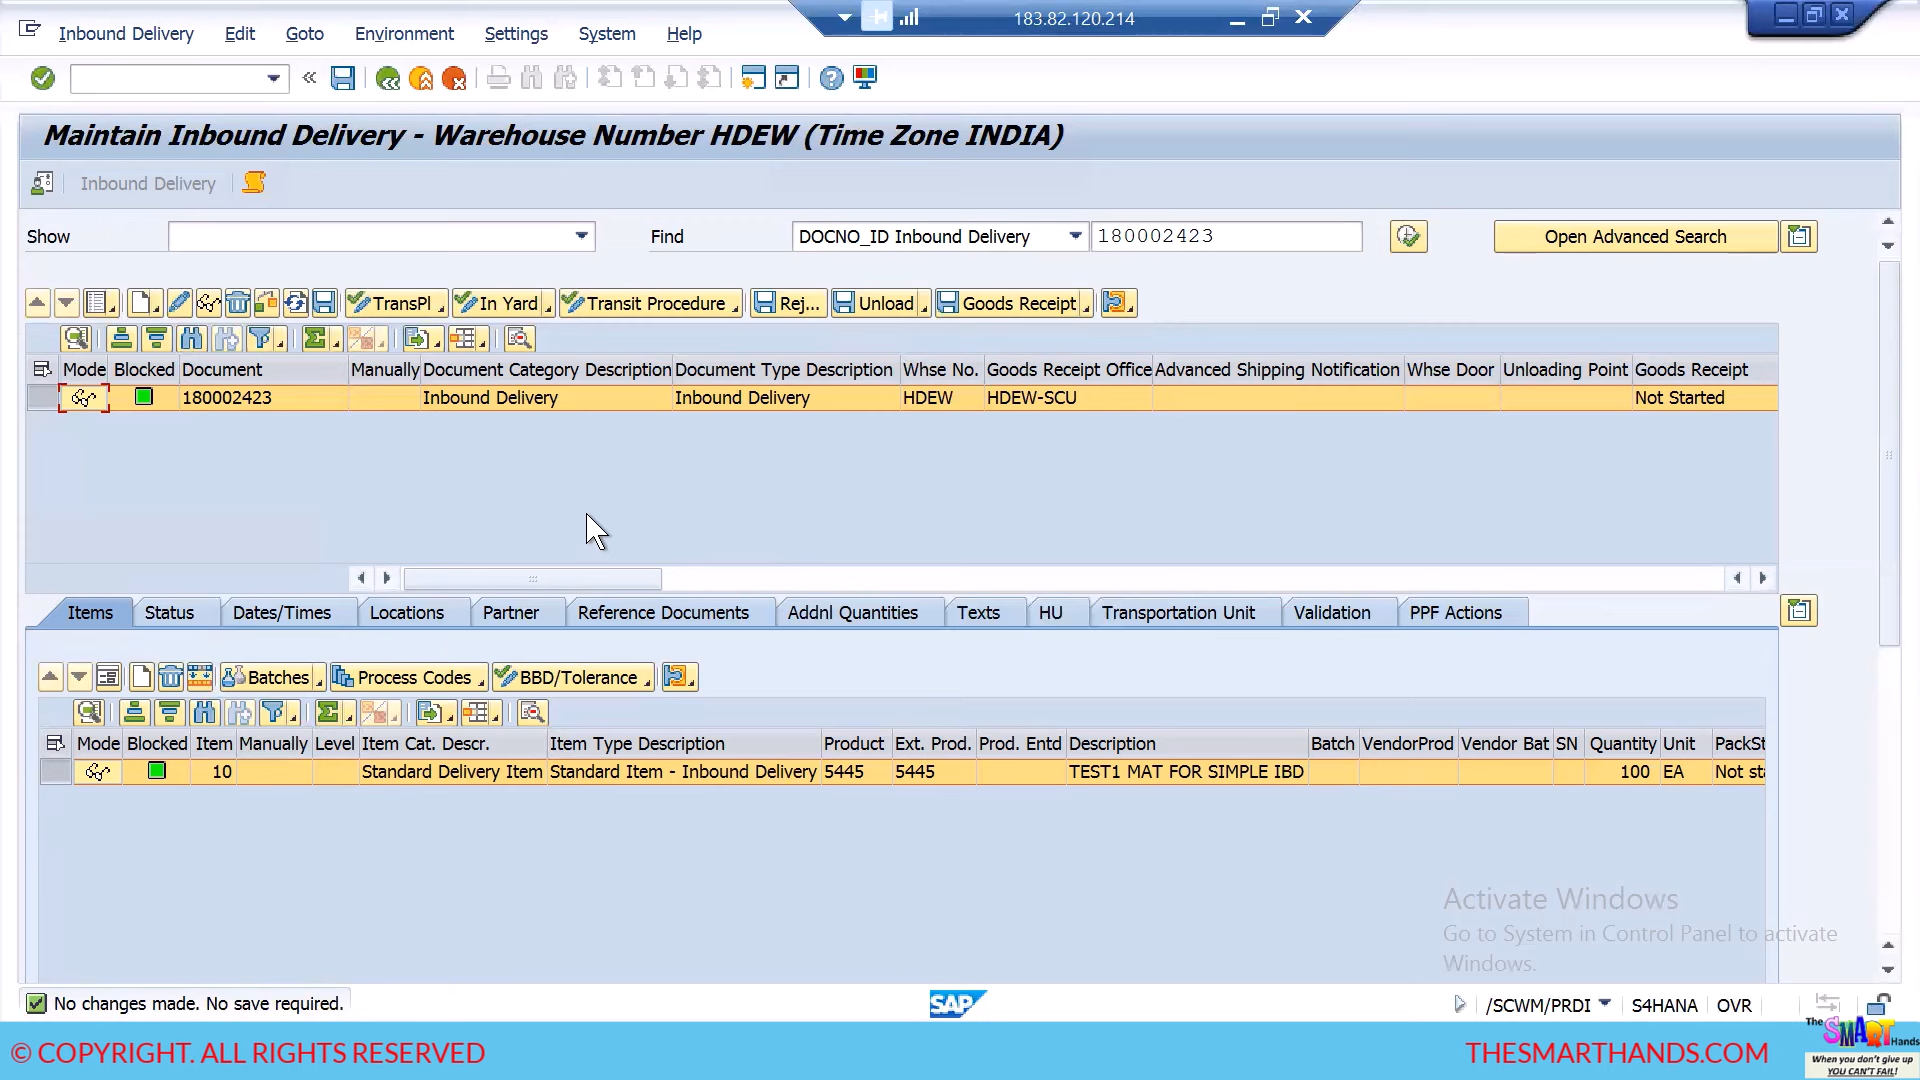 183.82.120.214
Inbound Delivery Edit Goto Environment Settings System Help
Maintain Inbound Delivery - Warehouse Number HDEW (Time Zone INDIA)
Inbound Delivery
Show Find DOCNO_ID Inbound Delivery 180002423 Open Advanced Search
TransPl In Yard Transit Procedure Rej... Unload Goods Receipt
Mode Blocked Document Manually Document Category Description Document Type Description Whse No. Goods Receipt Office Advanced Shipping Notification Whse Door Unloading Point Goods Receipt
180002423 Inbound Delivery Inbound Delivery HDEW HDEW-SCU Not Started
Items Status Dates/Times Locations Partner Reference Documents Addnl Quantities Texts HU Transportation Unit Validation PPF Actions
Batches Process Codes BBD/Tolerance
Mode Blocked Item Manually Level Item Cat. Descr. Item Type Description Product Ext. Prod. Prod. Entd Description Batch VendorProd Vendor Bat SN Quantity Unit PackSt
10 Standard Delivery Item Standard Item - Inbound Delivery 5445 5445 TEST1 MAT FOR SIMPLE IBD 100 EA Not sta
Activate Windows
Go to System in Control Panel to activate
Windows.
No changes made. No save required. SAP /SCWM/PRDI S4HANA OVR
© COPYRIGHT. ALL RIGHTS RESERVED THESMARTHANDS.COM
The SMART Hands
When you don't give up
YOU CAN'T FAIL!